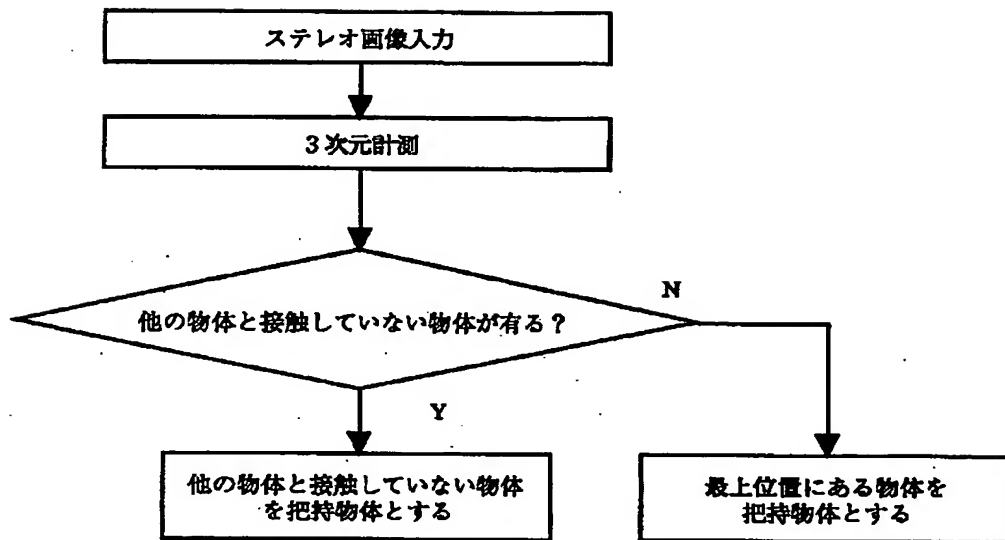 ステレオ画像入力
3次元計測
他の物体と接触していない物体が有る?
N
Y
他の物体と接触していない物体
を把持物体とする
最上位置にある物体を
把持物体とする